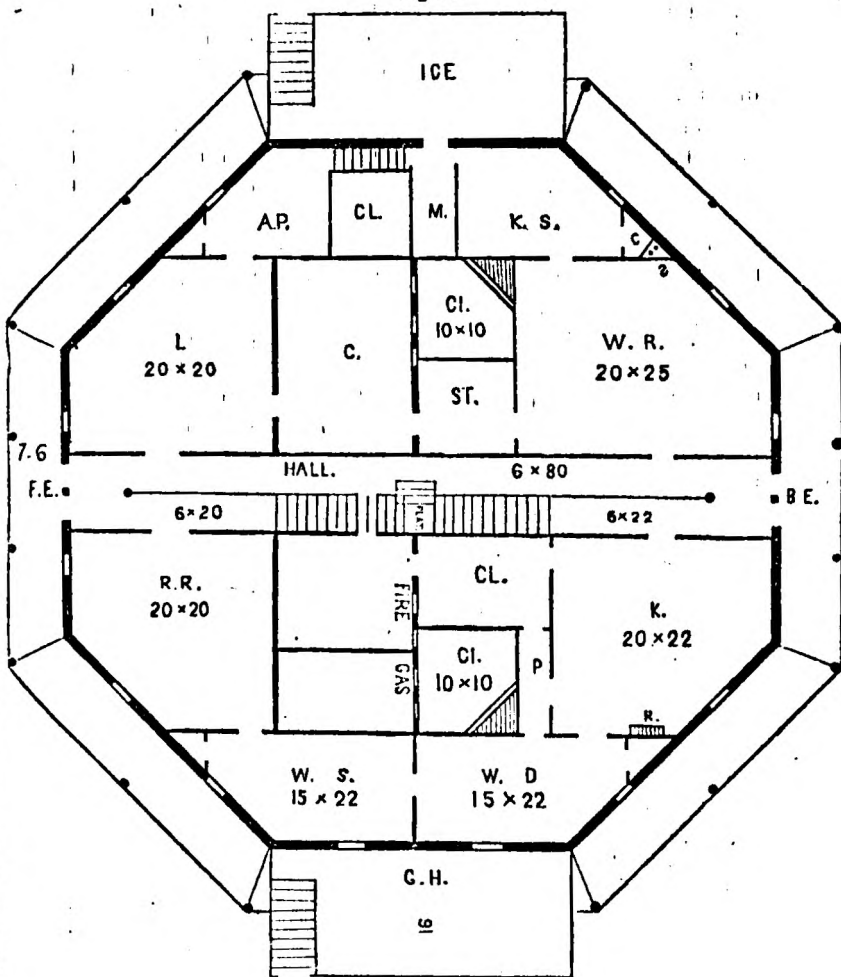 ICE
A.P.
CL.
M.
K. S.
C
2
L
20 × 20
C.
Cl.
10 × 10
ST.
W. R.
20 × 25
7.6
HALL.
6 × 80
F.E.
B E.
6 × 20
6 × 22
R.R.
20 × 20
FIRE
GAS
CL.
Cl.
10 × 10
P
K.
20 × 22
R.
W. S.
15 × 22
W. D
15 × 22
G.H.
16